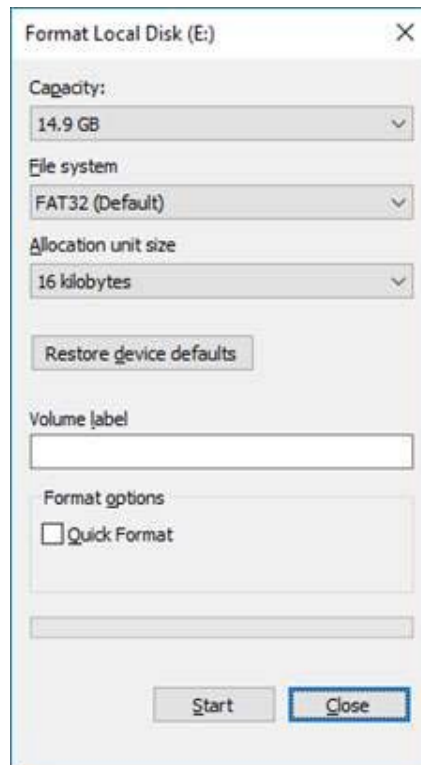 Format Local Disk (E:)
Capacity:
14.9 GB
File system
FAT32 (Default)
Allocation unit size
16 kilobytes
Restore device defaults
Volume label
Format options
Quick Format
Start Close